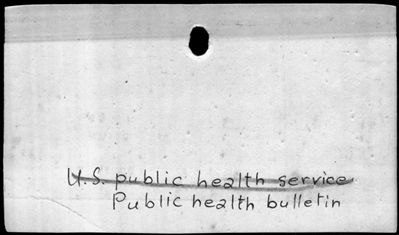 U.S. public health service
Public health bulletin